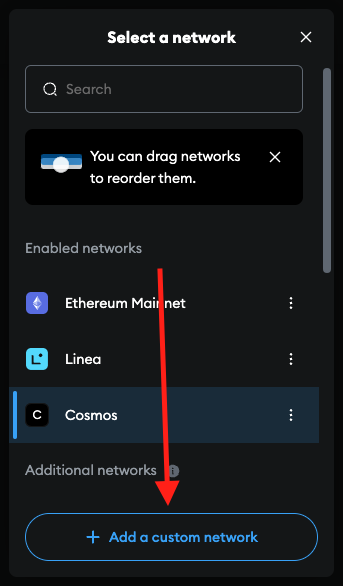 Select a network
Search
You can drag networks
to reorder them.
Enabled networks
Ethereum Mainnet
Linea
C
Cosmos
Additional networks
+ Add a custom network